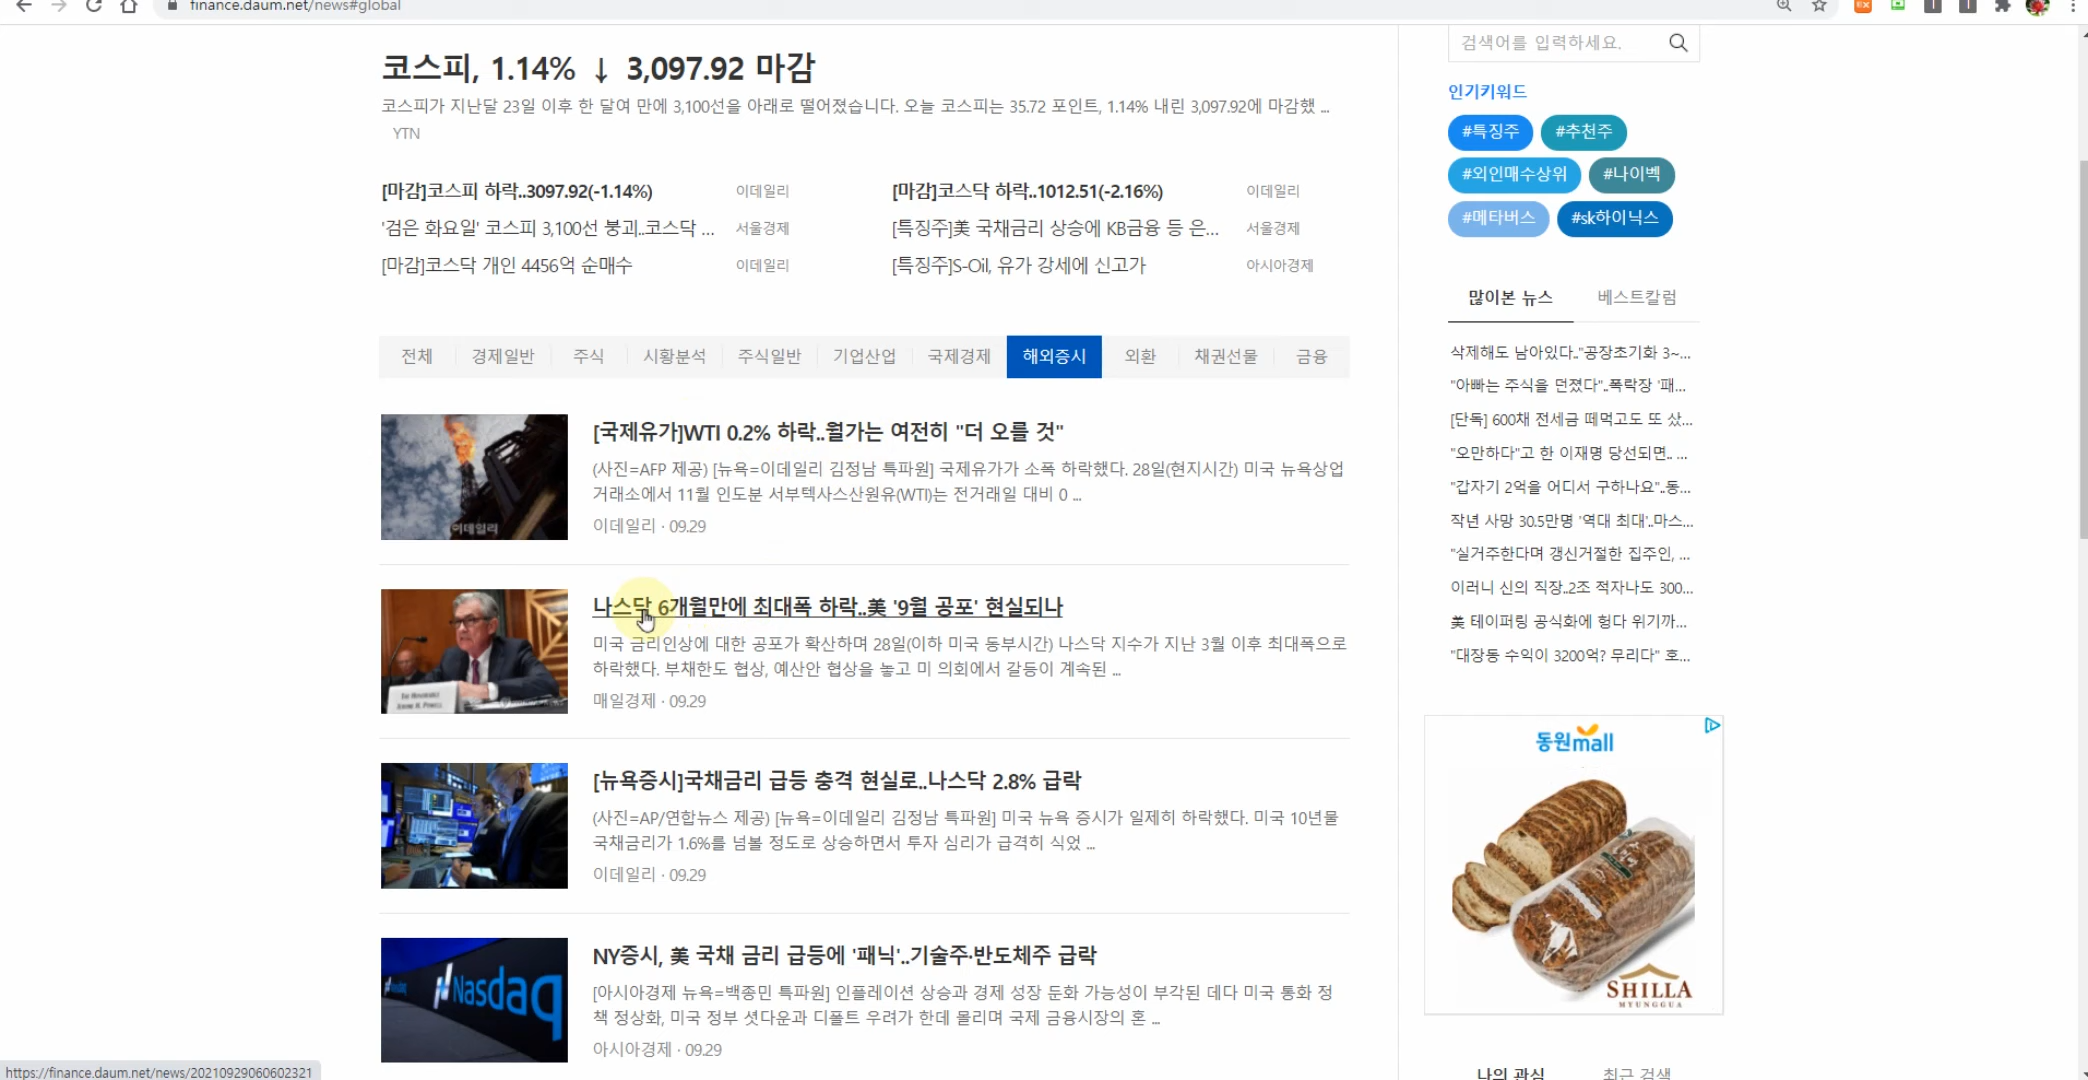 finance.daum.net/news#global
코스피, 1.14% ↓ 3,097.92 마감
코스피가 지난달 23일 이후 한 달여 만에 3,100선을 아래로 떨어졌습니다. 오늘 코스피는 35.72 포인트, 1.14% 내린 3,097.92에 마감했 ...
YTN
[마감]코스피 하락..3097.92(-1.14%) 이데일리
[마감]코스닥 하락..1012.51(-2.16%) 이데일리
'검은 화요일' 코스피 3,100선 붕괴..코스닥 ... 서울경제
[특징주]美 국채금리 상승에 KB금융 등 은... 서울경제
[마감]코스닥 개인 4456억 순매수 이데일리
[특징주]S-Oil, 유가 강세에 신고가 아시아경제
전체 경제일반 주식 시황분석 주식일반 기업산업 국제경제 해외증시 외환 채권선물 금융
[국제유가]WTI 0.2% 하락..월가는 여전히 "더 오를 것"
(사진=AFP 제공) [뉴욕=이데일리 김정남 특파원] 국제유가가 소폭 하락했다. 28일(현지시간) 미국 뉴욕상업
거래소에서 11월 인도분 서부텍사스산원유(WTI)는 전거래일 대비 0 ...
이데일리 · 09.29
이데일리
나스닥 6개월만에 최대폭 하락..美 '9월 공포' 현실되나
미국 금리인상에 대한 공포가 확산하며 28일(이하 미국 동부시간) 나스닥 지수가 지난 3월 이후 최대폭으로
하락했다. 부채한도 협상, 예산안 협상을 놓고 미 의회에서 갈등이 계속된 ...
매일경제 · 09.29
[뉴욕증시]국채금리 급등 충격 현실로..나스닥 2.8% 급락
(사진=AP/연합뉴스 제공) [뉴욕=이데일리 김정남 특파원] 미국 뉴욕 증시가 일제히 하락했다. 미국 10년물
국채금리가 1.6%를 넘볼 정도로 상승하면서 투자 심리가 급격히 식었 ...
이데일리 · 09.29
NY증시, 美 국채 금리 급등에 '패닉'..기술주·반도체주 급락
[아시아경제 뉴욕=백종민 특파원] 인플레이션 상승과 경제 성장 둔화 가능성이 부각된 데다 미국 통화 정
책 정상화, 미국 정부 셧다운과 디폴트 우려가 한데 몰리며 국제 금융시장의 혼 ...
아시아경제 · 09.29
Nasdaq
검색어를 입력하세요.
인기키워드
#특징주 #추천주
#외인매수상위 #나이벡
#메타버스 #sk하이닉스
많이본 뉴스 베스트칼럼
삭제해도 남아있다.."공장초기화 3~...
"아빠는 주식을 던졌다"..폭락장 '패...
[단독] 600채 전세금 떼먹고도 또 샀...
"오만하다"고 한 이재명 당선되면.. ...
"갑자기 2억을 어디서 구하나요"..동...
작년 사망 30.5만명 '역대 최대'..마스...
"실거주한다며 갱신거절한 집주인, ...
이러니 신의 직장..2조 적자나도 300...
美 테이퍼링 공식화에 헝다 위기까...
"대장동 수익이 3200억? 무리다" 호...
동원mall
SHILLA
MYUNGGUA
나의 관심 최근 검색
https://finance.daum.net/news/20210929060602321